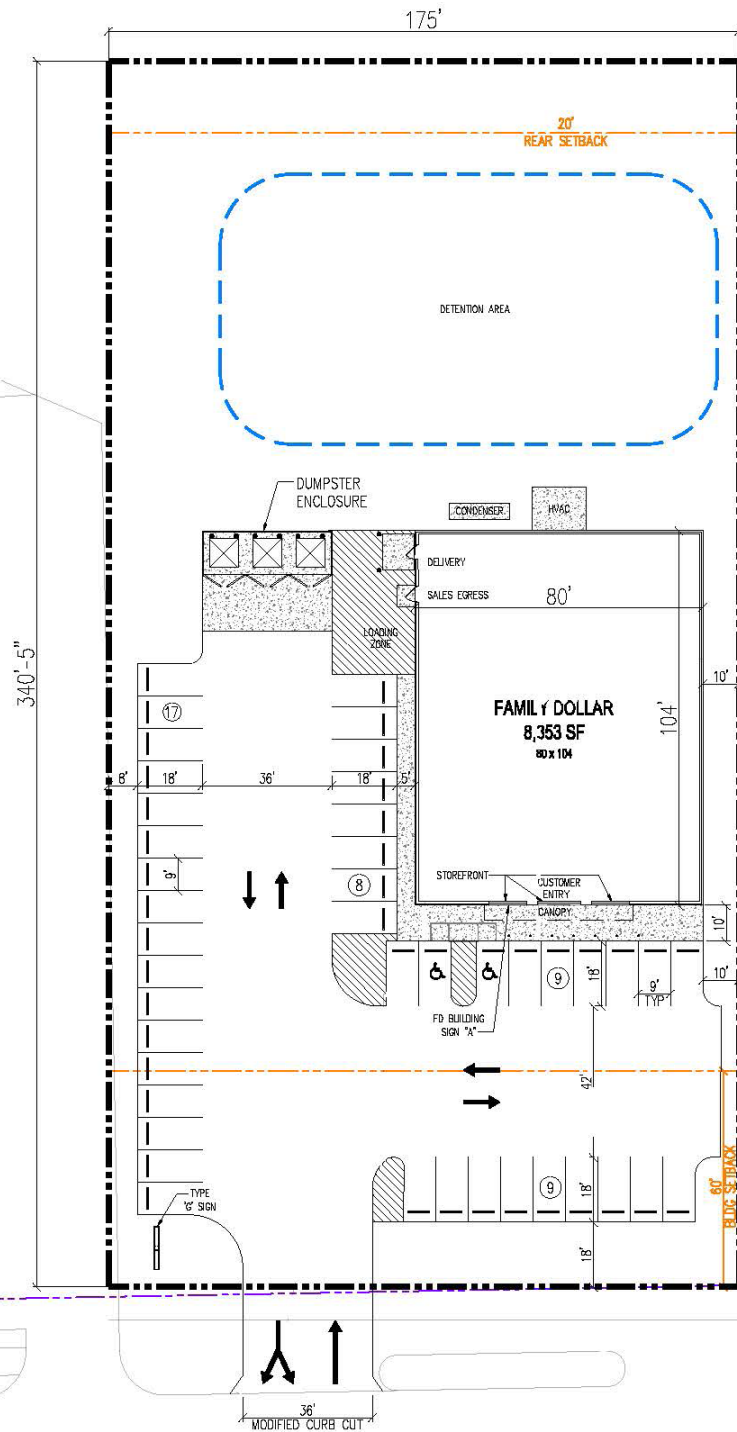 175'
20'
REAR SETBACK
DETENTION AREA
DUMPSTER
ENCLOSURE
CONDENSER
HVAC
DELIVERY
SALES EGRESS
80'
LOADING
ZONE
340'-5"
10'
17
FAMILY DOLLAR
8,353 SF
80 x 104
104'
8'
18'
36'
18'
5'
9'
8
STOREFRONT
CUSTOMER
ENTRY
CANOPY
10'
9
18'
9'
TYP
10'
FD BUILDING
SIGN "A"
42'
60'
BLDG SETBACK
TYPE
'G' SIGN
9
18'
18'
36'
MODIFIED CURB CUT